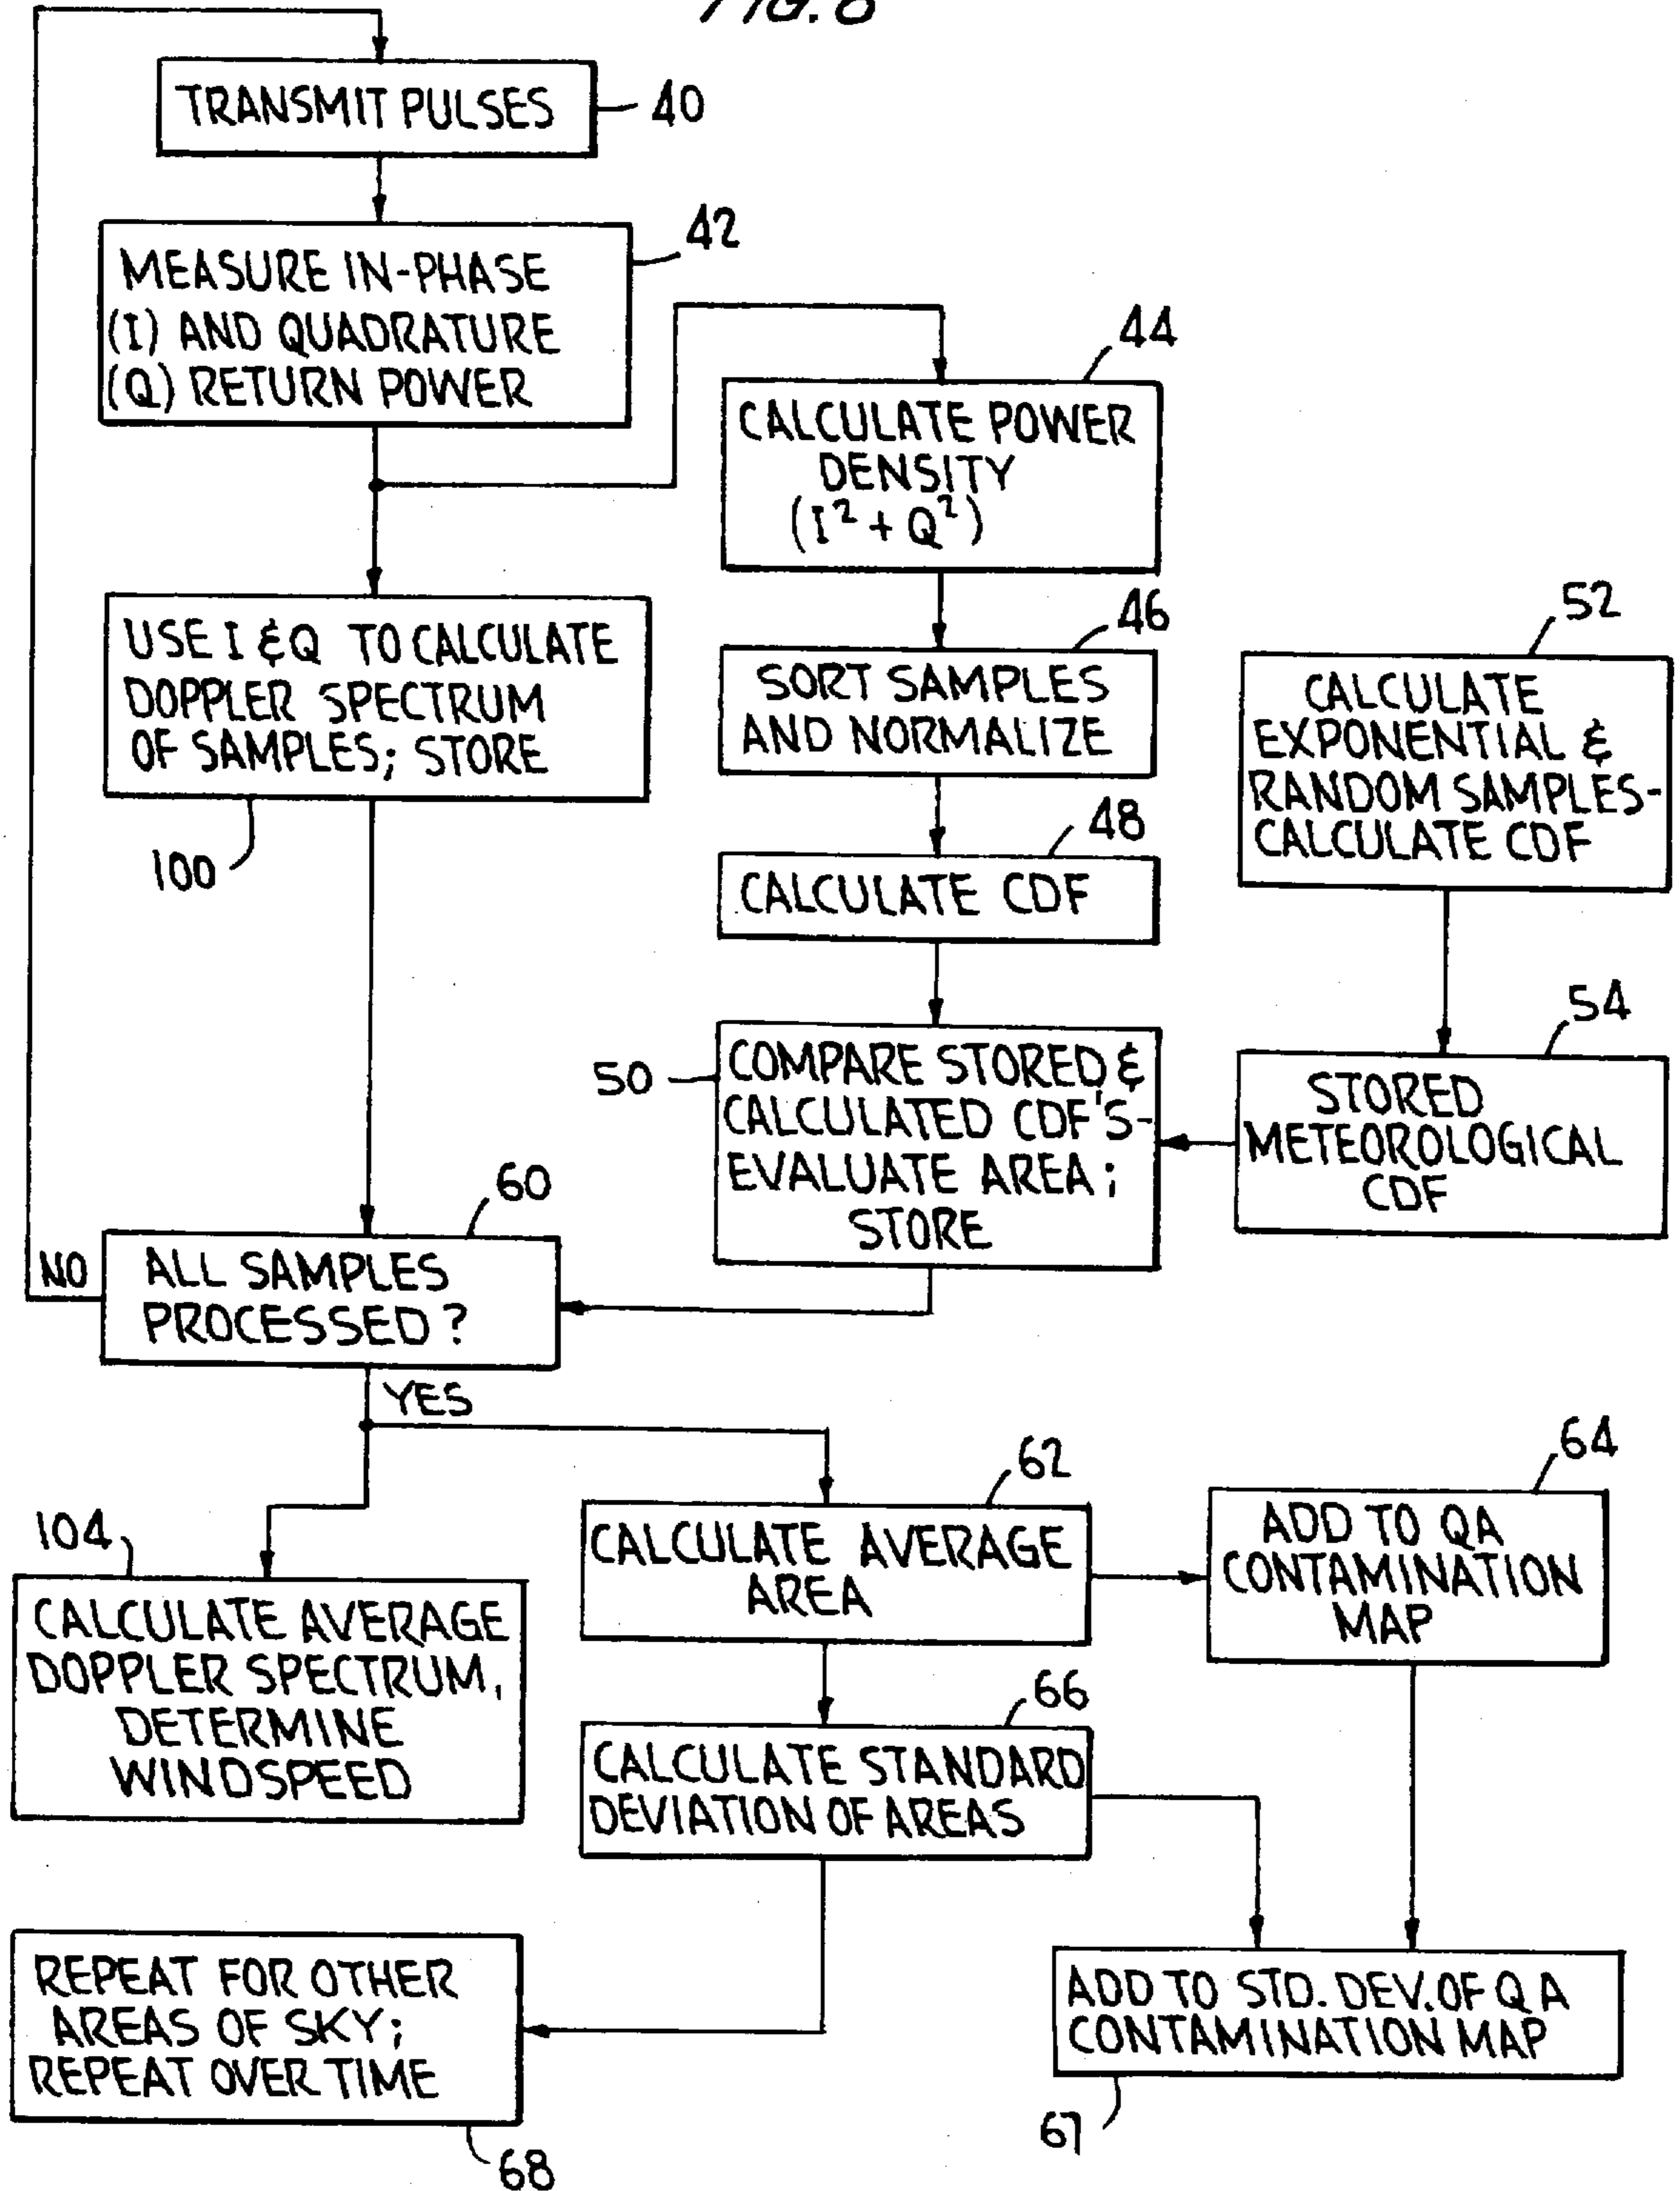 FIG. 8
TRANSMIT PULSES
40
MEASURE IN-PHASE
(I) AND QUADRATURE
(Q) RETURN POWER
42
CALCULATE POWER
DENSITY
(I² + Q²)
44
USE I & Q TO CALCULATE
DOPPLER SPECTRUM
OF SAMPLES; STORE
100
SORT SAMPLES
AND NORMALIZE
46
CALCULATE
EXPONENTIAL &
RANDOM SAMPLES-
CALCULATE CDF
52
CALCULATE CDF
48
50
COMPARE STORED &
CALCULATED CDF'S-
EVALUATE AREA;
STORE
STORED
METEOROLOGICAL
CDF
54
60
NO
ALL SAMPLES
PROCESSED?
YES
62
CALCULATE AVERAGE
AREA
64
ADD TO QA
CONTAMINATION
MAP
104
CALCULATE AVERAGE
DOPPLER SPECTRUM,
DETERMINE
WINDSPEED
66
CALCULATE STANDARD
DEVIATION OF AREAS
REPEAT FOR OTHER
AREAS OF SKY;
REPEAT OVER TIME
68
ADD TO STD. DEV. OF QA
CONTAMINATION MAP
67